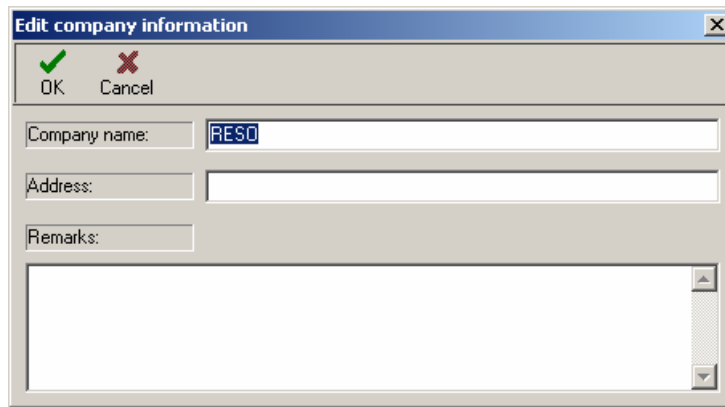 Edit company information
OK Cancel
Company name: RESO
Address:
Remarks: